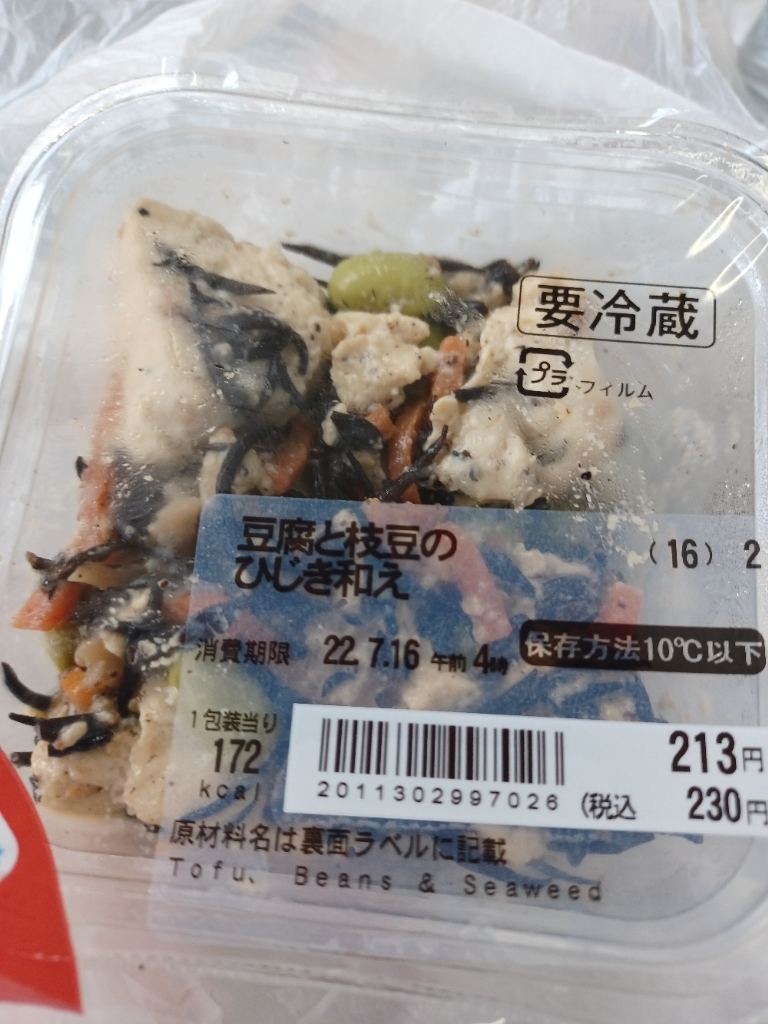 要冷蔵
プラ フィルム
豆腐と枝豆の
ひじき和え
(16) 2
消費期限 22.7.16 午前 4時
保存方法10℃以下
1包装当り
172
kcal
213円
2011302997026 (税込 230円
原材料名は裏面ラベルに記載
Tofu、 Beans & Seaweed